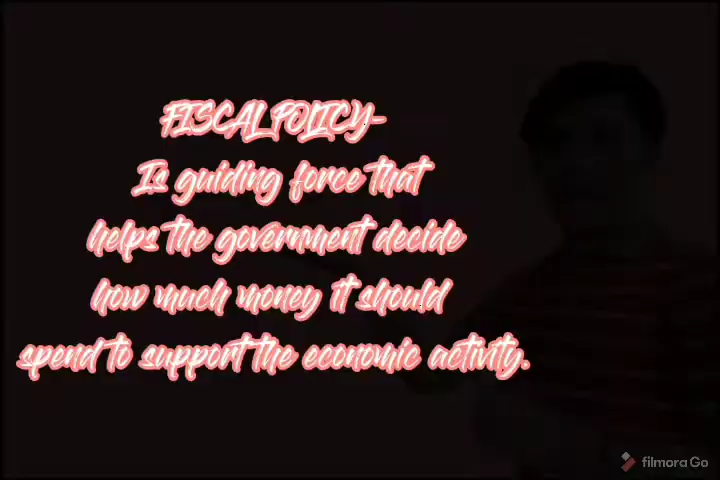 FISCAL POLICY-
Is guiding force that
helps the government decide
how much money it should
spend to support the economic activity.
filmora Go